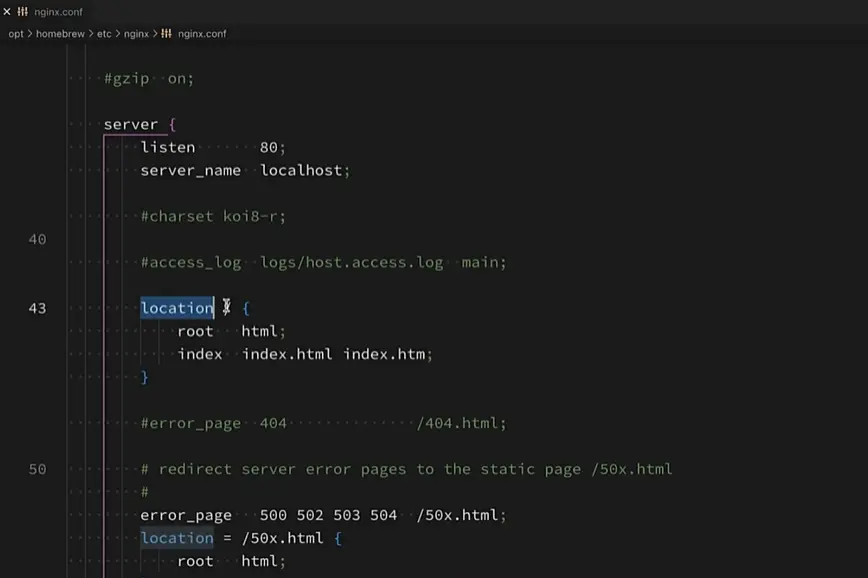 nginx.conf
opt > homebrew > etc > nginx > nginx.conf
#gzip on;
server {
listen 80;
server_name localhost;
#charset koi8-r;
40
#access_log logs/host.access.log main;
43 location / {
root html;
index index.html index.htm;
}
#error_page 404 /404.html;
50 # redirect server error pages to the static page /50x.html
#
error_page 500 502 503 504 /50x.html;
location = /50x.html {
root html;